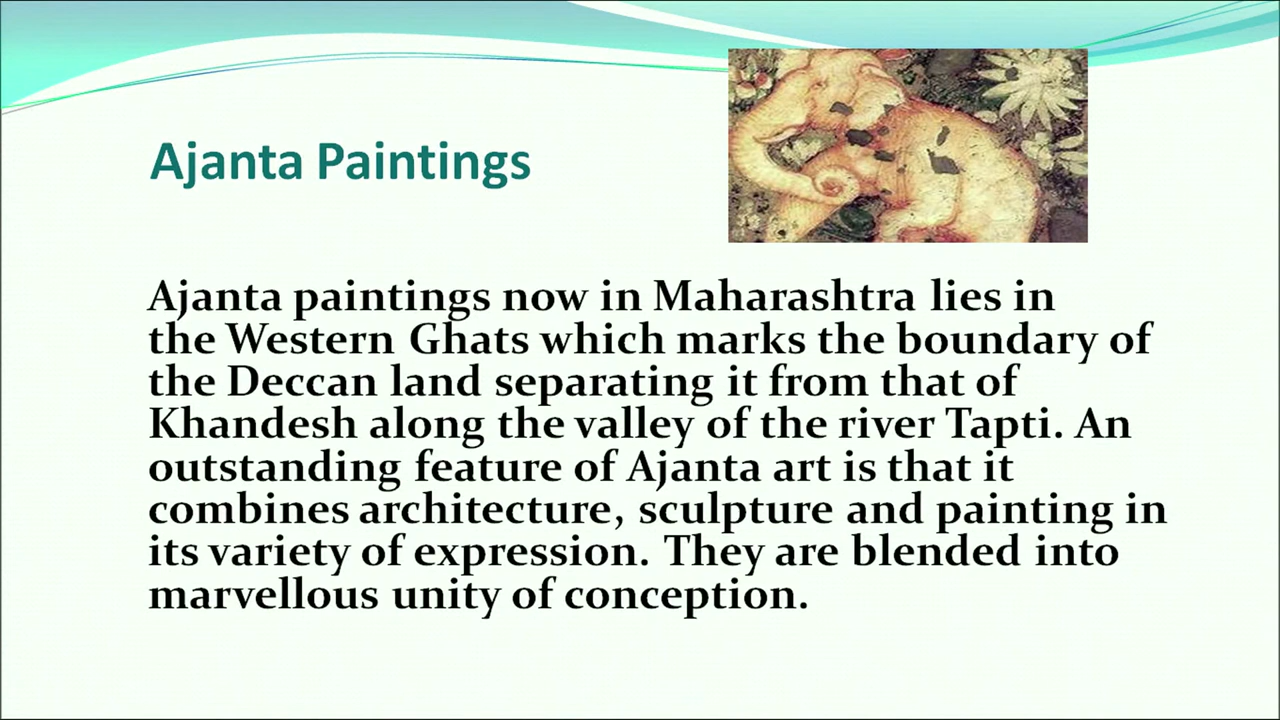 Ajanta Paintings
Ajanta paintings now in Maharashtra lies in
the Western Ghats which marks the boundary of
the Deccan land separating it from that of
Khandesh along the valley of the river Tapti. An
outstanding feature of Ajanta art is that it
combines architecture, sculpture and painting in
its variety of expression. They are blended into
marvellous unity of conception.